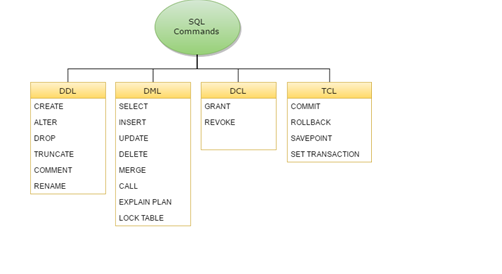 SQL
Commands
DDL
CREATE
ALTER
DROP
TRUNCATE
COMMENT
RENAME
DML
SELECT
INSERT
UPDATE
DELETE
MERGE
CALL
EXPLAIN PLAN
LOCK TABLE
DCL
GRANT
REVOKE
TCL
COMMIT
ROLLBACK
SAVEPOINT
SET TRANSACTION